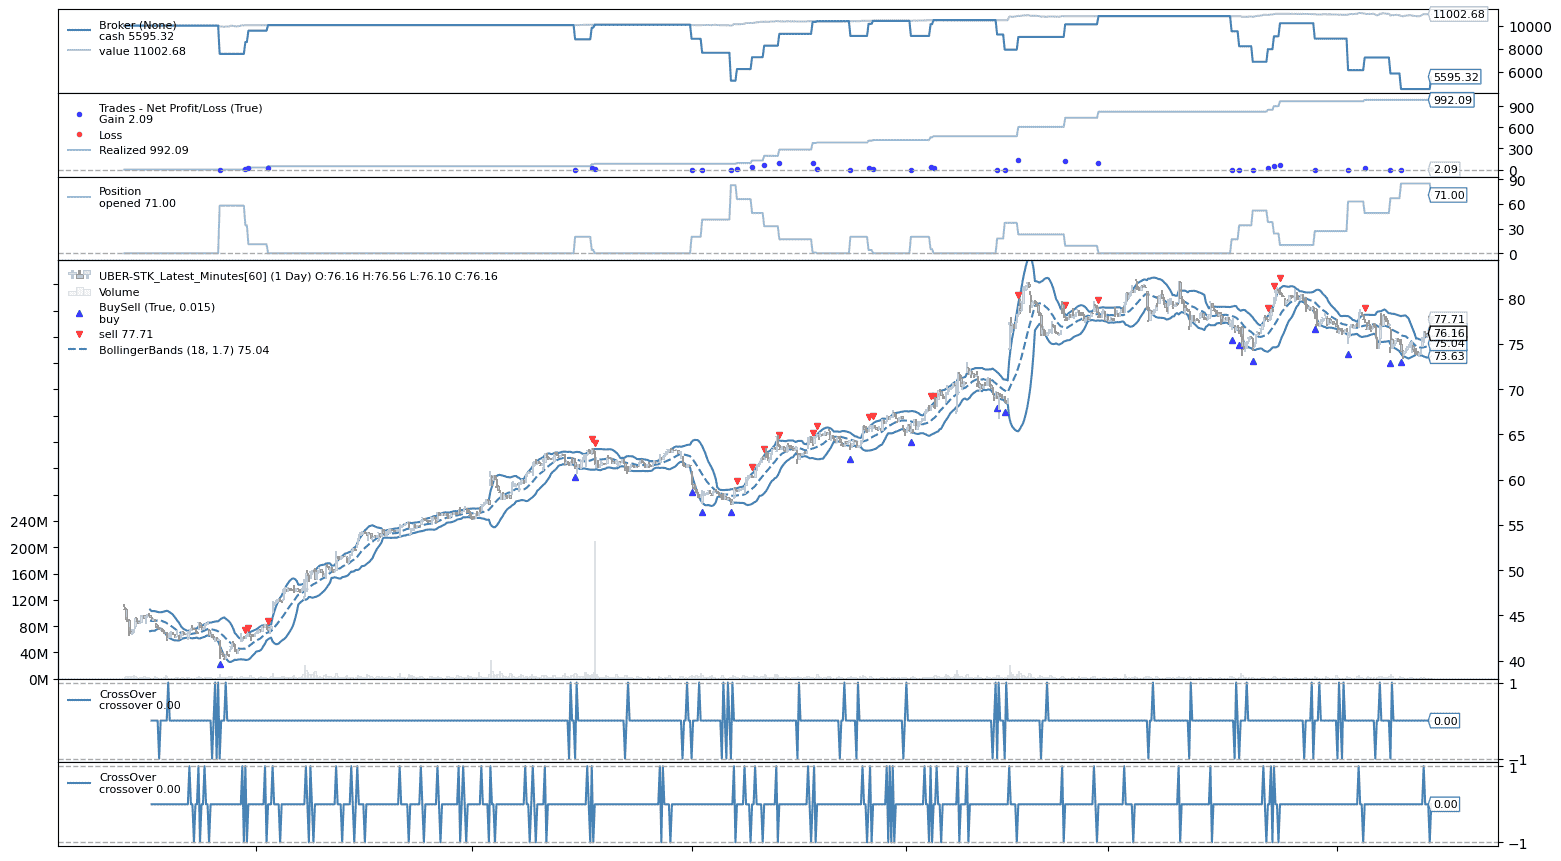 Broker (None)
cash 5595.32
value 11002.68
11002.68
10000
8000
6000
5595.32
Trades - Net Profit/Loss (True)
Gain 2.09
Loss
Realized 992.09
992.09
900
600
300
0
2.09
Position
opened 71.00
90
71.00
60
30
0
UBER-STK_Latest_Minutes[60] (1 Day) O:76.16 H:76.56 L:76.10 C:76.16
Volume
BuySell (True, 0.015)
buy
sell 77.71
BollingerBands (18, 1.7) 75.04
80
77.71
76.16
75.04
75
73.63
70
65
60
55
50
45
40
240M
200M
160M
120M
80M
40M
0M
CrossOver
crossover 0.00
1
0.00
−1
CrossOver
crossover 0.00
1
0.00
−1